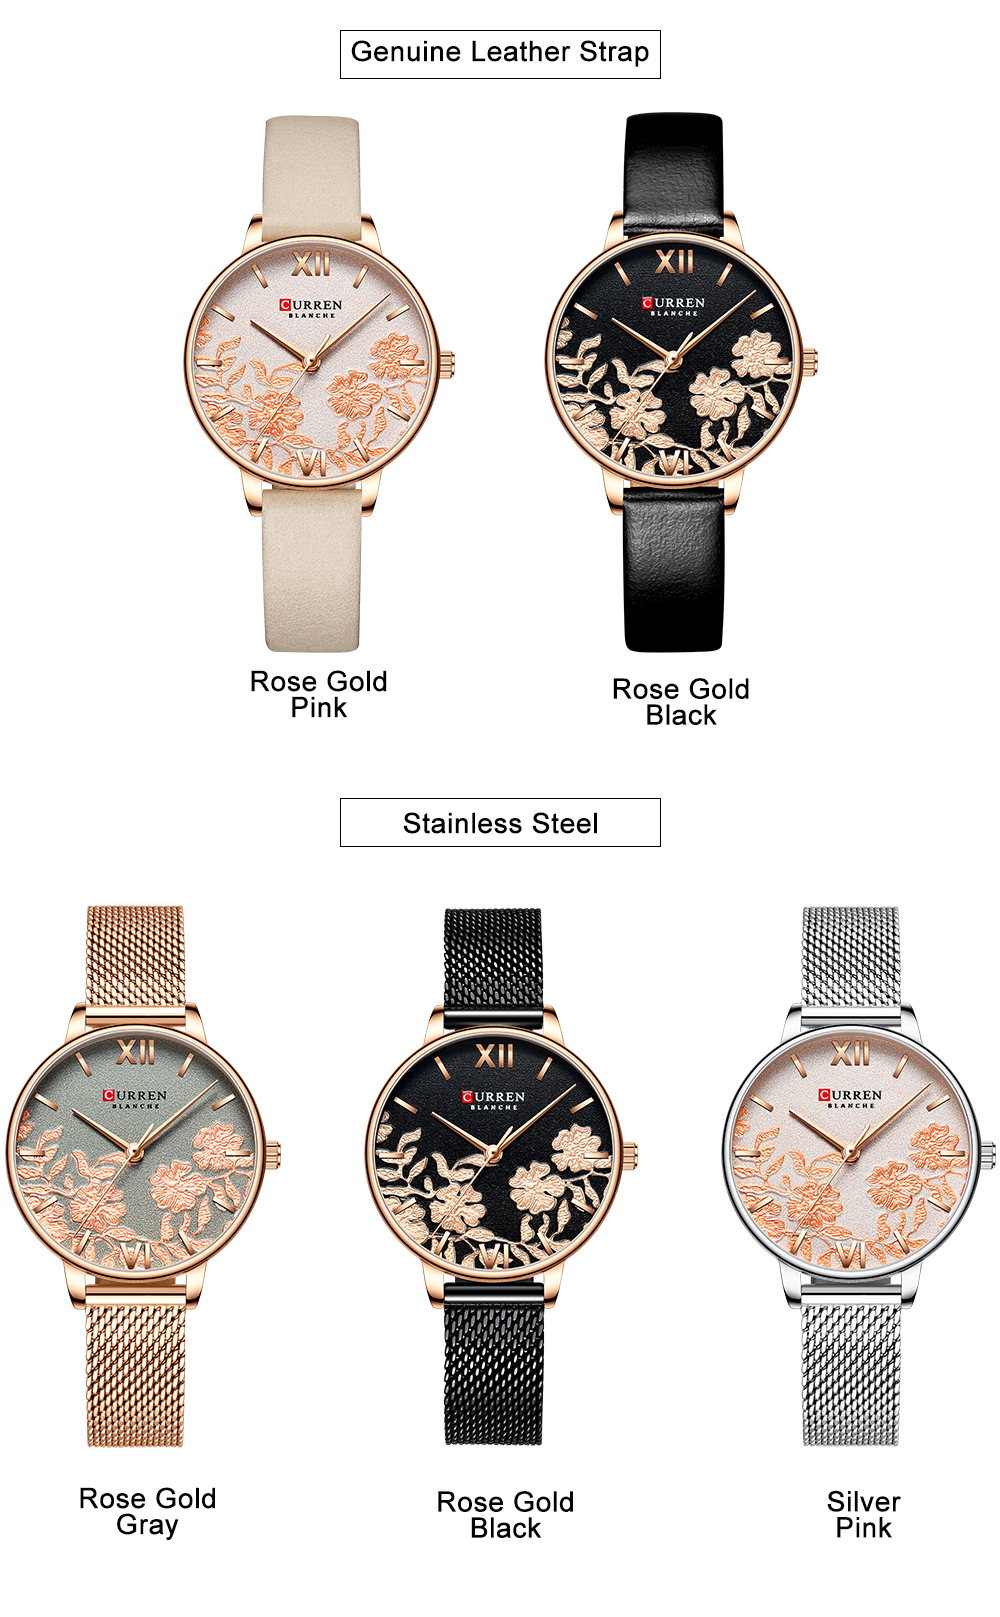 Genuine Leather Strap
XII
CURREN
BLANCHE
VI
XII
CURREN
BLANCHE
VI
Rose Gold
Pink
Rose Gold
Black
Stainless Steel
XII
CURREN
BLANCHE
VI
XII
CURREN
BLANCHE
VI
XII
CURREN
BLANCHE
VI
Rose Gold
Gray
Rose Gold
Black
Silver
Pink